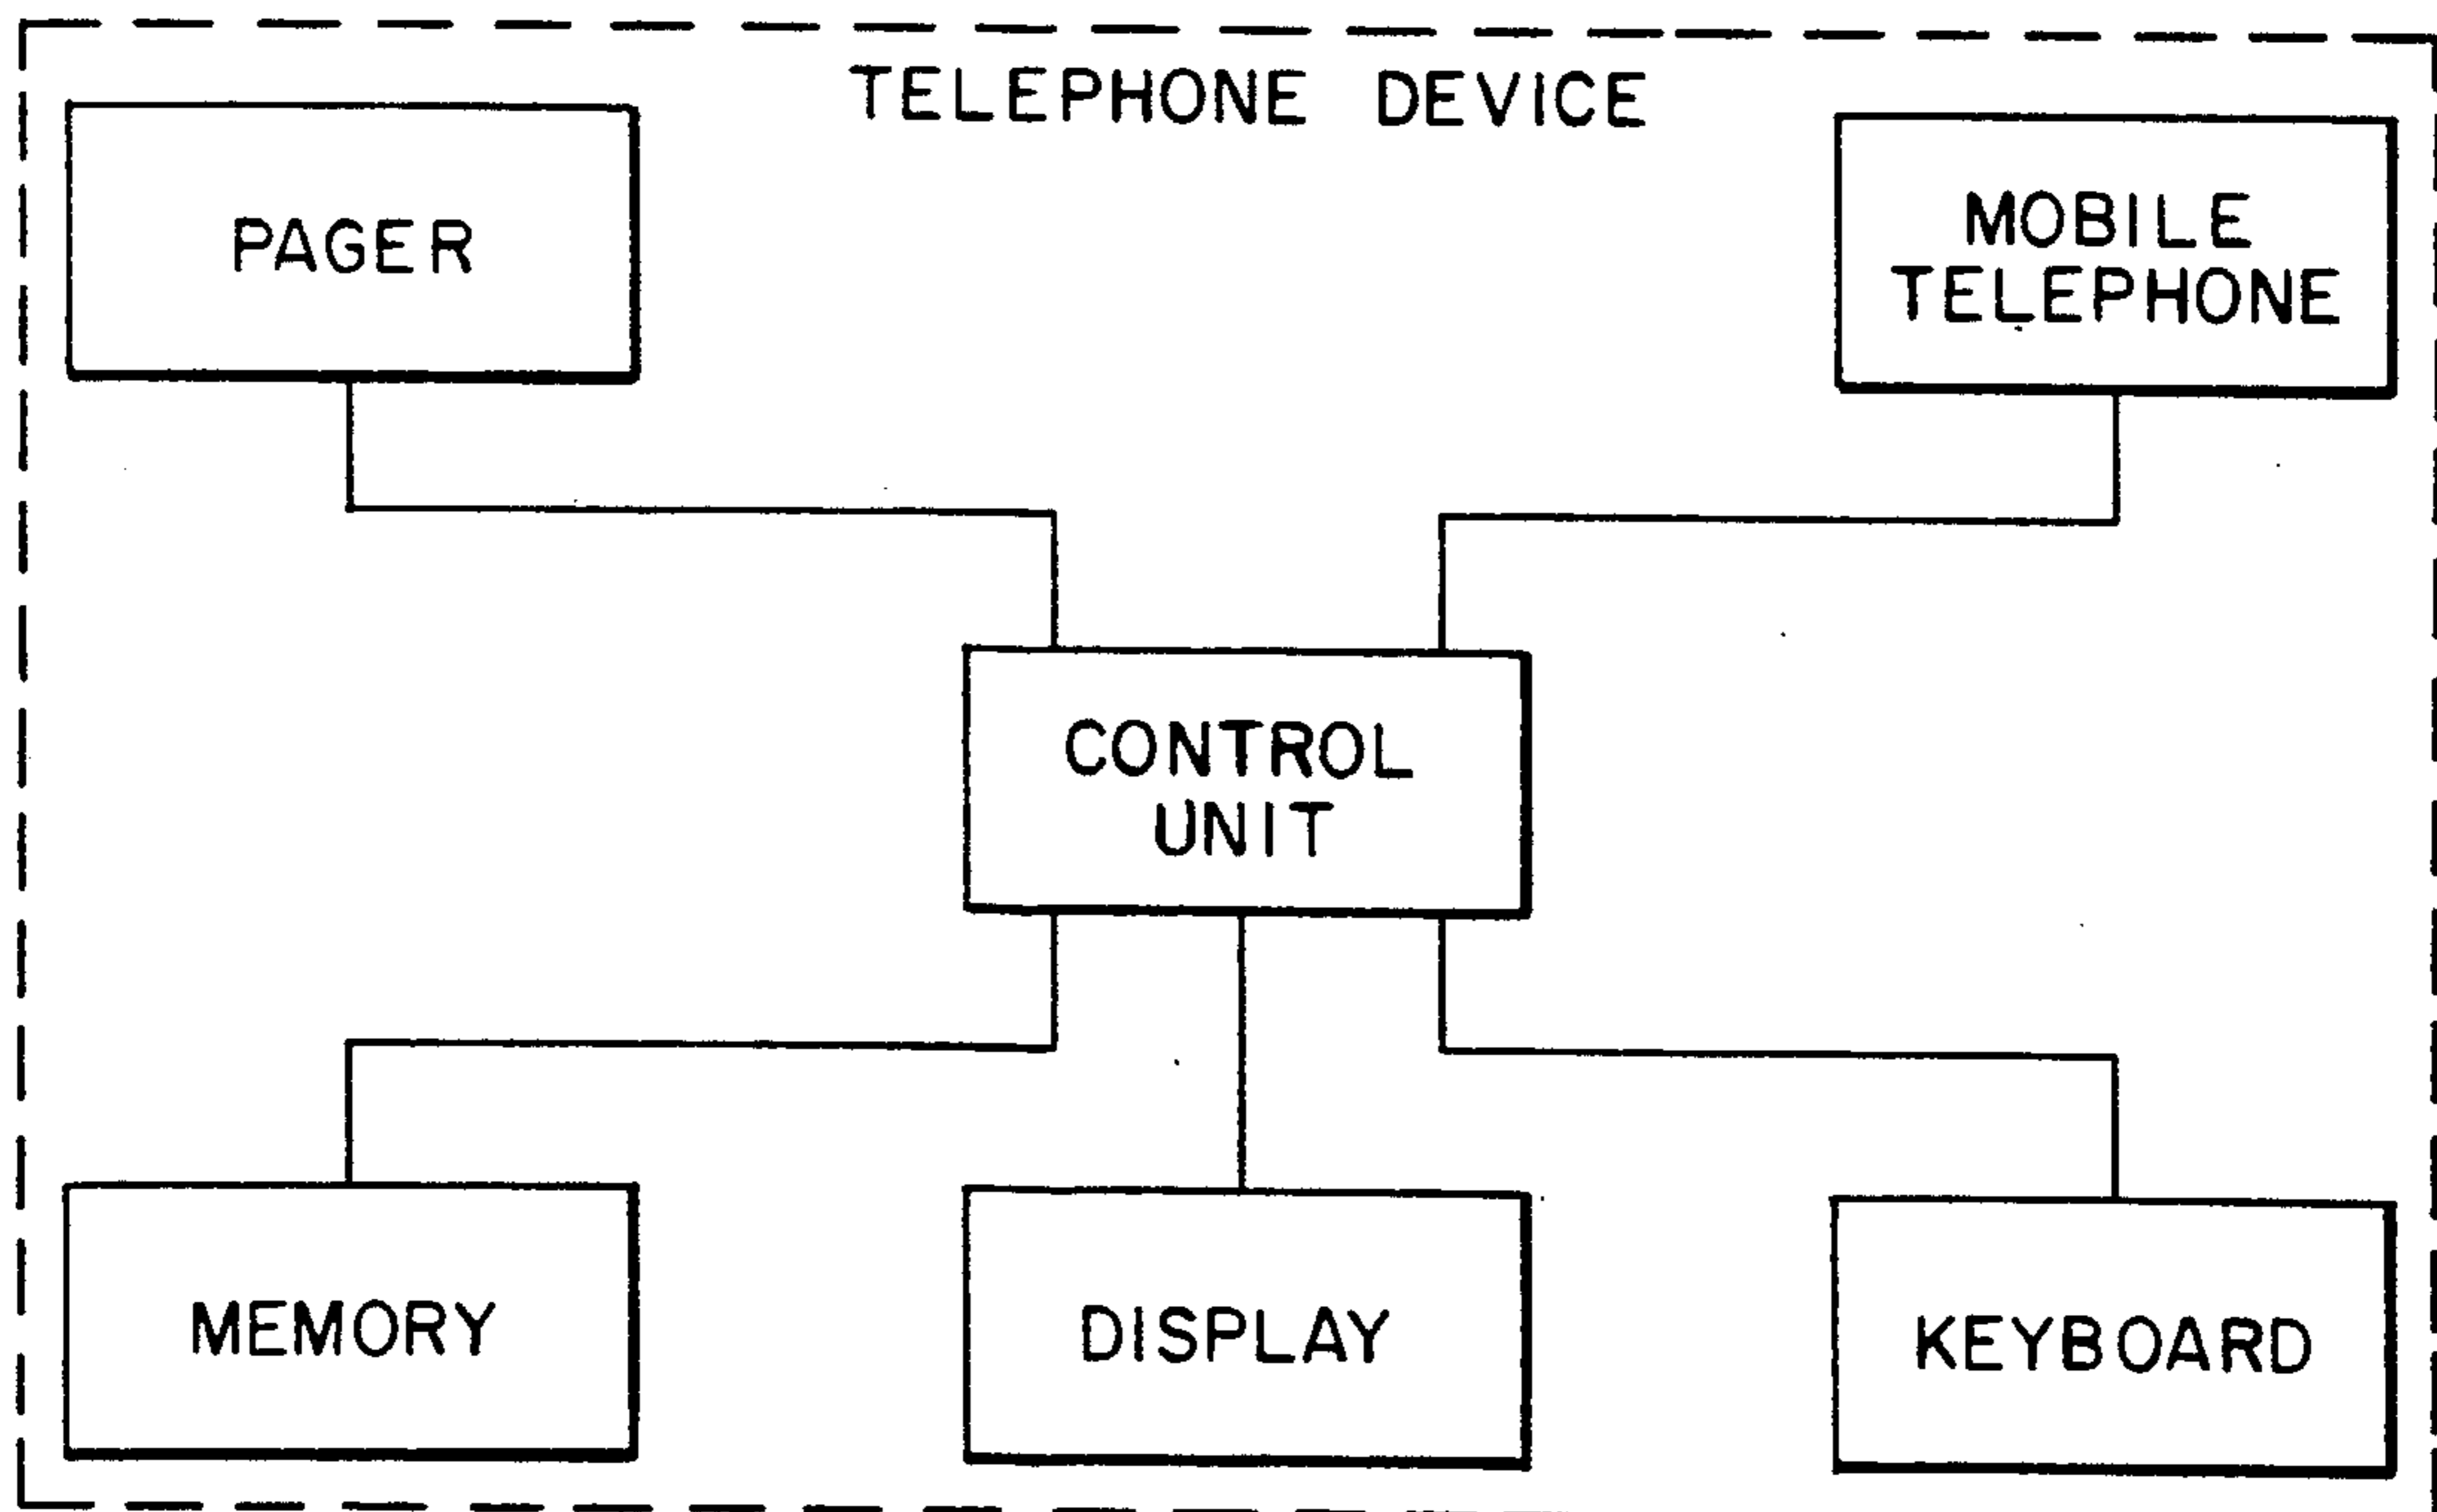 TELEPHONE DEVICE
PAGER
MOBILE
TELEPHONE
CONTROL
UNIT
MEMORY
DISPLAY
KEYBOARD